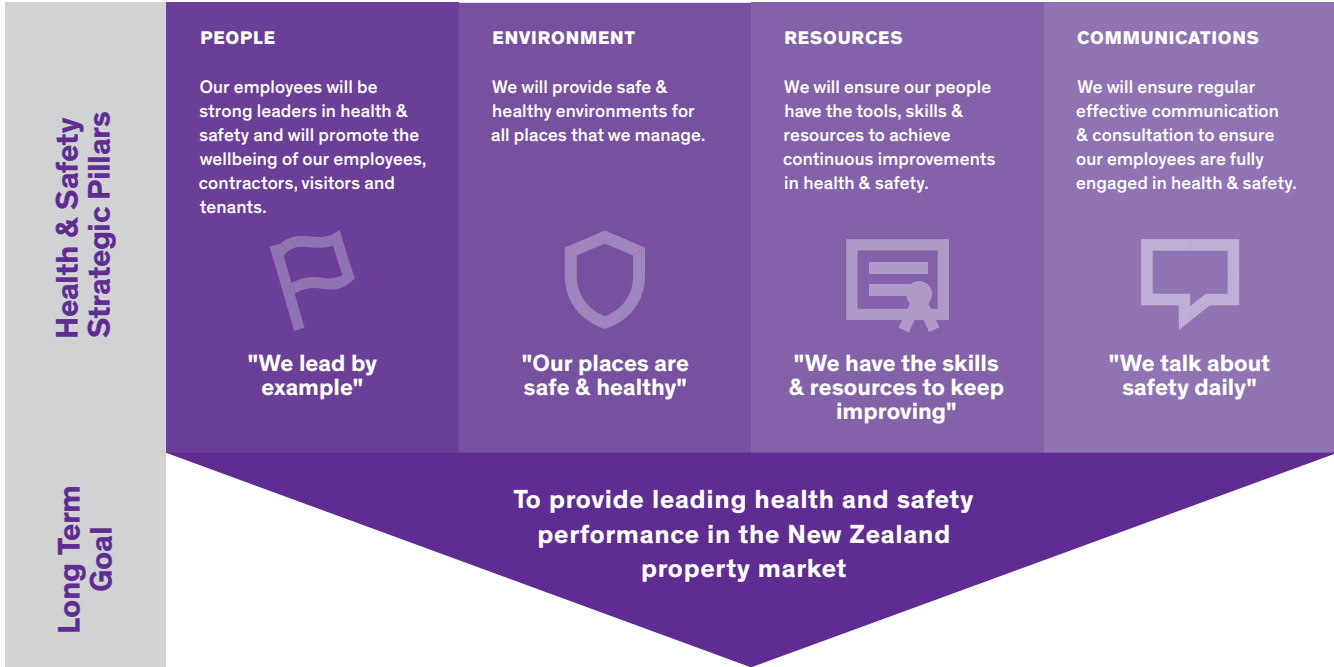 Health & Safety
Strategic Pillars
PEOPLE
Our employees will be
strong leaders in health &
safety and will promote the
wellbeing of our employees,
contractors, visitors and
tenants.
"We lead by
example"
ENVIRONMENT
We will provide safe &
healthy environments for
all places that we manage.
"Our places are
safe & healthy"
RESOURCES
We will ensure our people
have the tools, skills &
resources to achieve
continuous improvements
in health & safety.
"We have the skills
& resources to keep
improving"
COMMUNICATIONS
We will ensure regular
effective communication
& consultation to ensure
our employees are fully
engaged in health & safety.
"We talk about
safety daily"
Long Term
Goal
To provide leading health and safety
performance in the New Zealand
property market